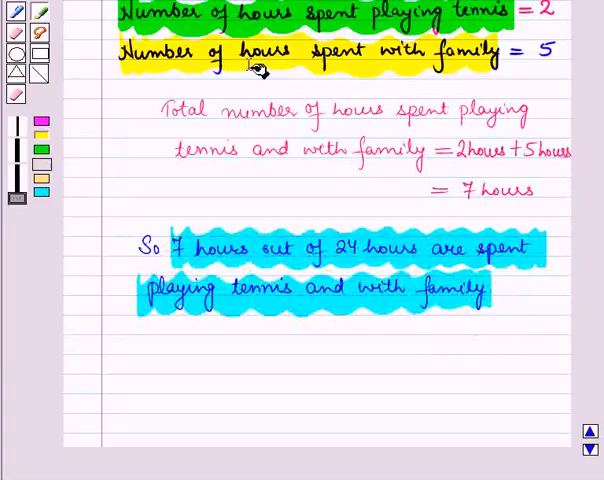 Number of hours spent playing tennis = 2
Number of hours spent with family = 5
Total number of hours spent playing
tennis and with family = 2hours + 5hours
= 7 hours
So 7 hours out of 24 hours are spent
playing tennis and with family